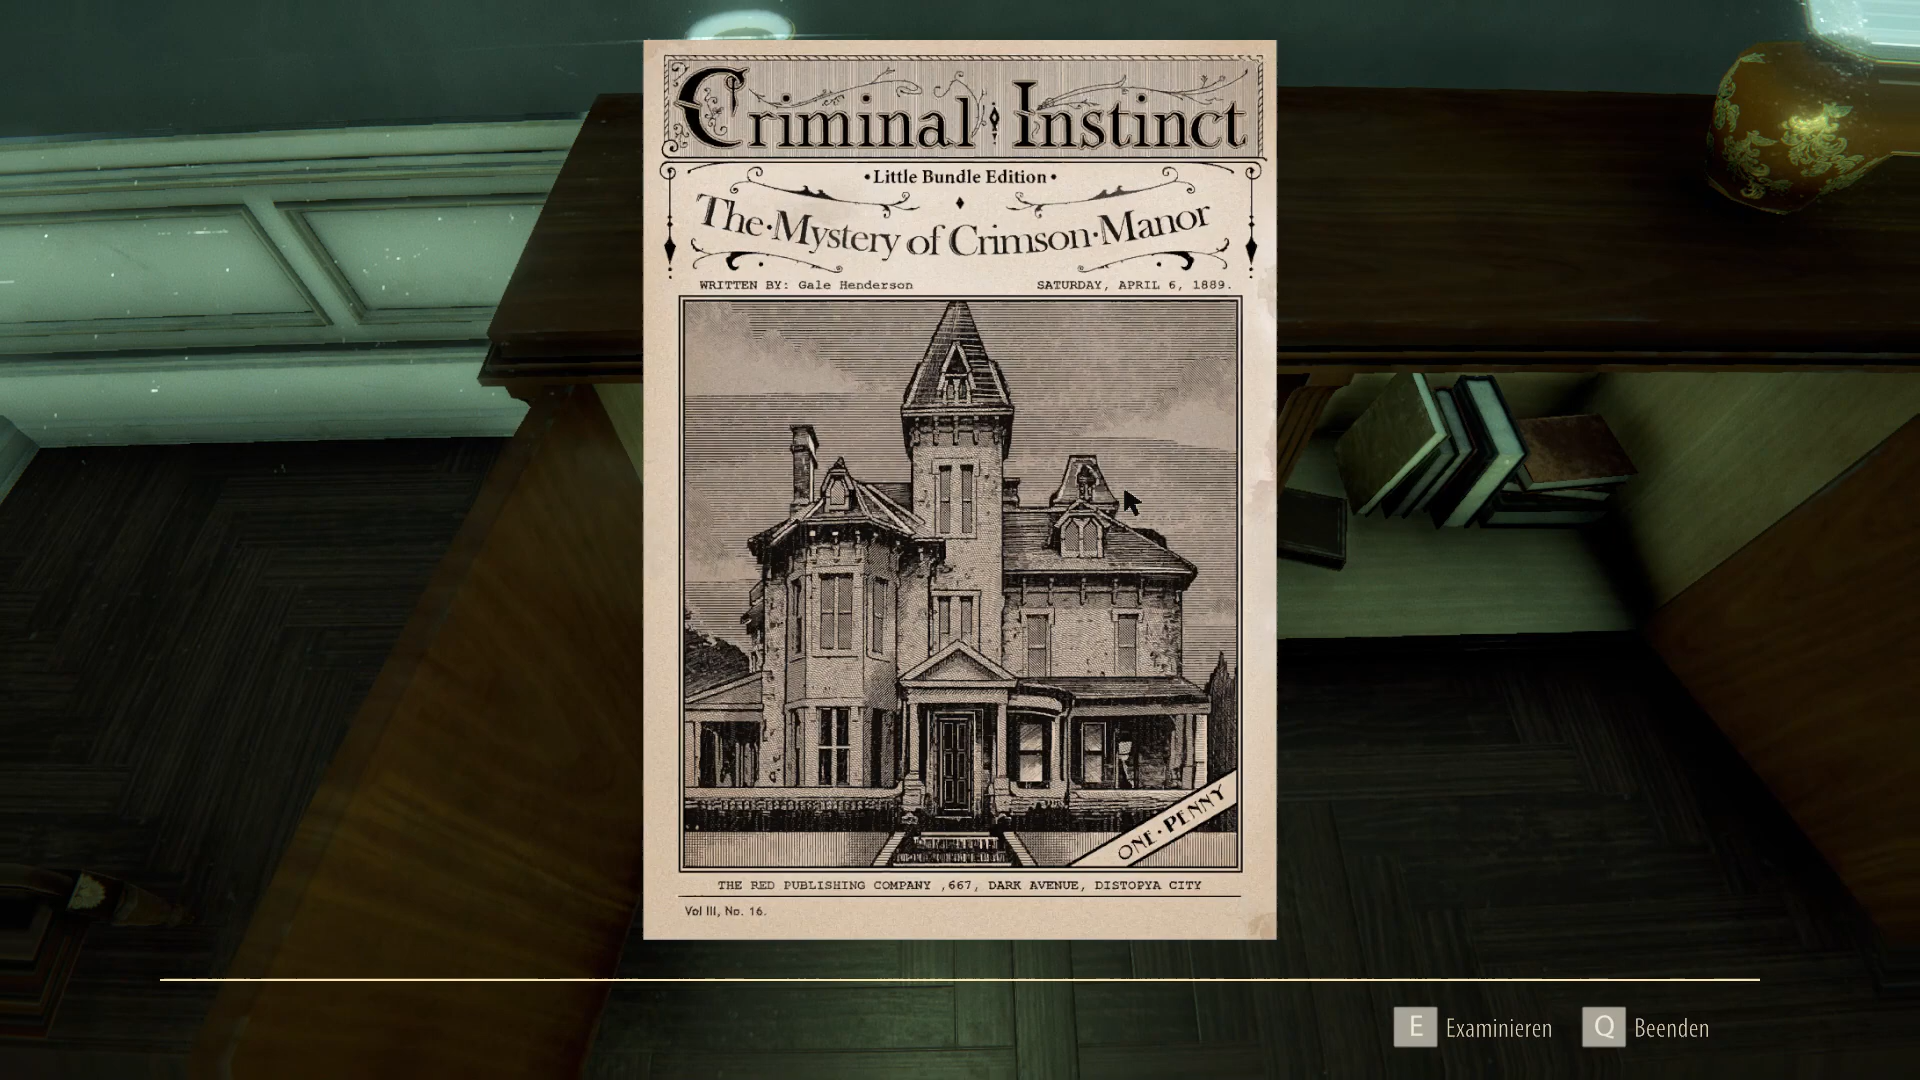 Criminal Instinct
•Little Bundle Edition•
The·Mystery of Crimson·Manor
WRITTEN BY: Gale Henderson
SATURDAY, APRIL 6, 1889.
ONE·PENNY
THE RED PUBLISHING COMPANY ,667, DARK AVENUE, DISTOPYA CITY
Vol III, No. 16.
E Examinieren
Q Beenden